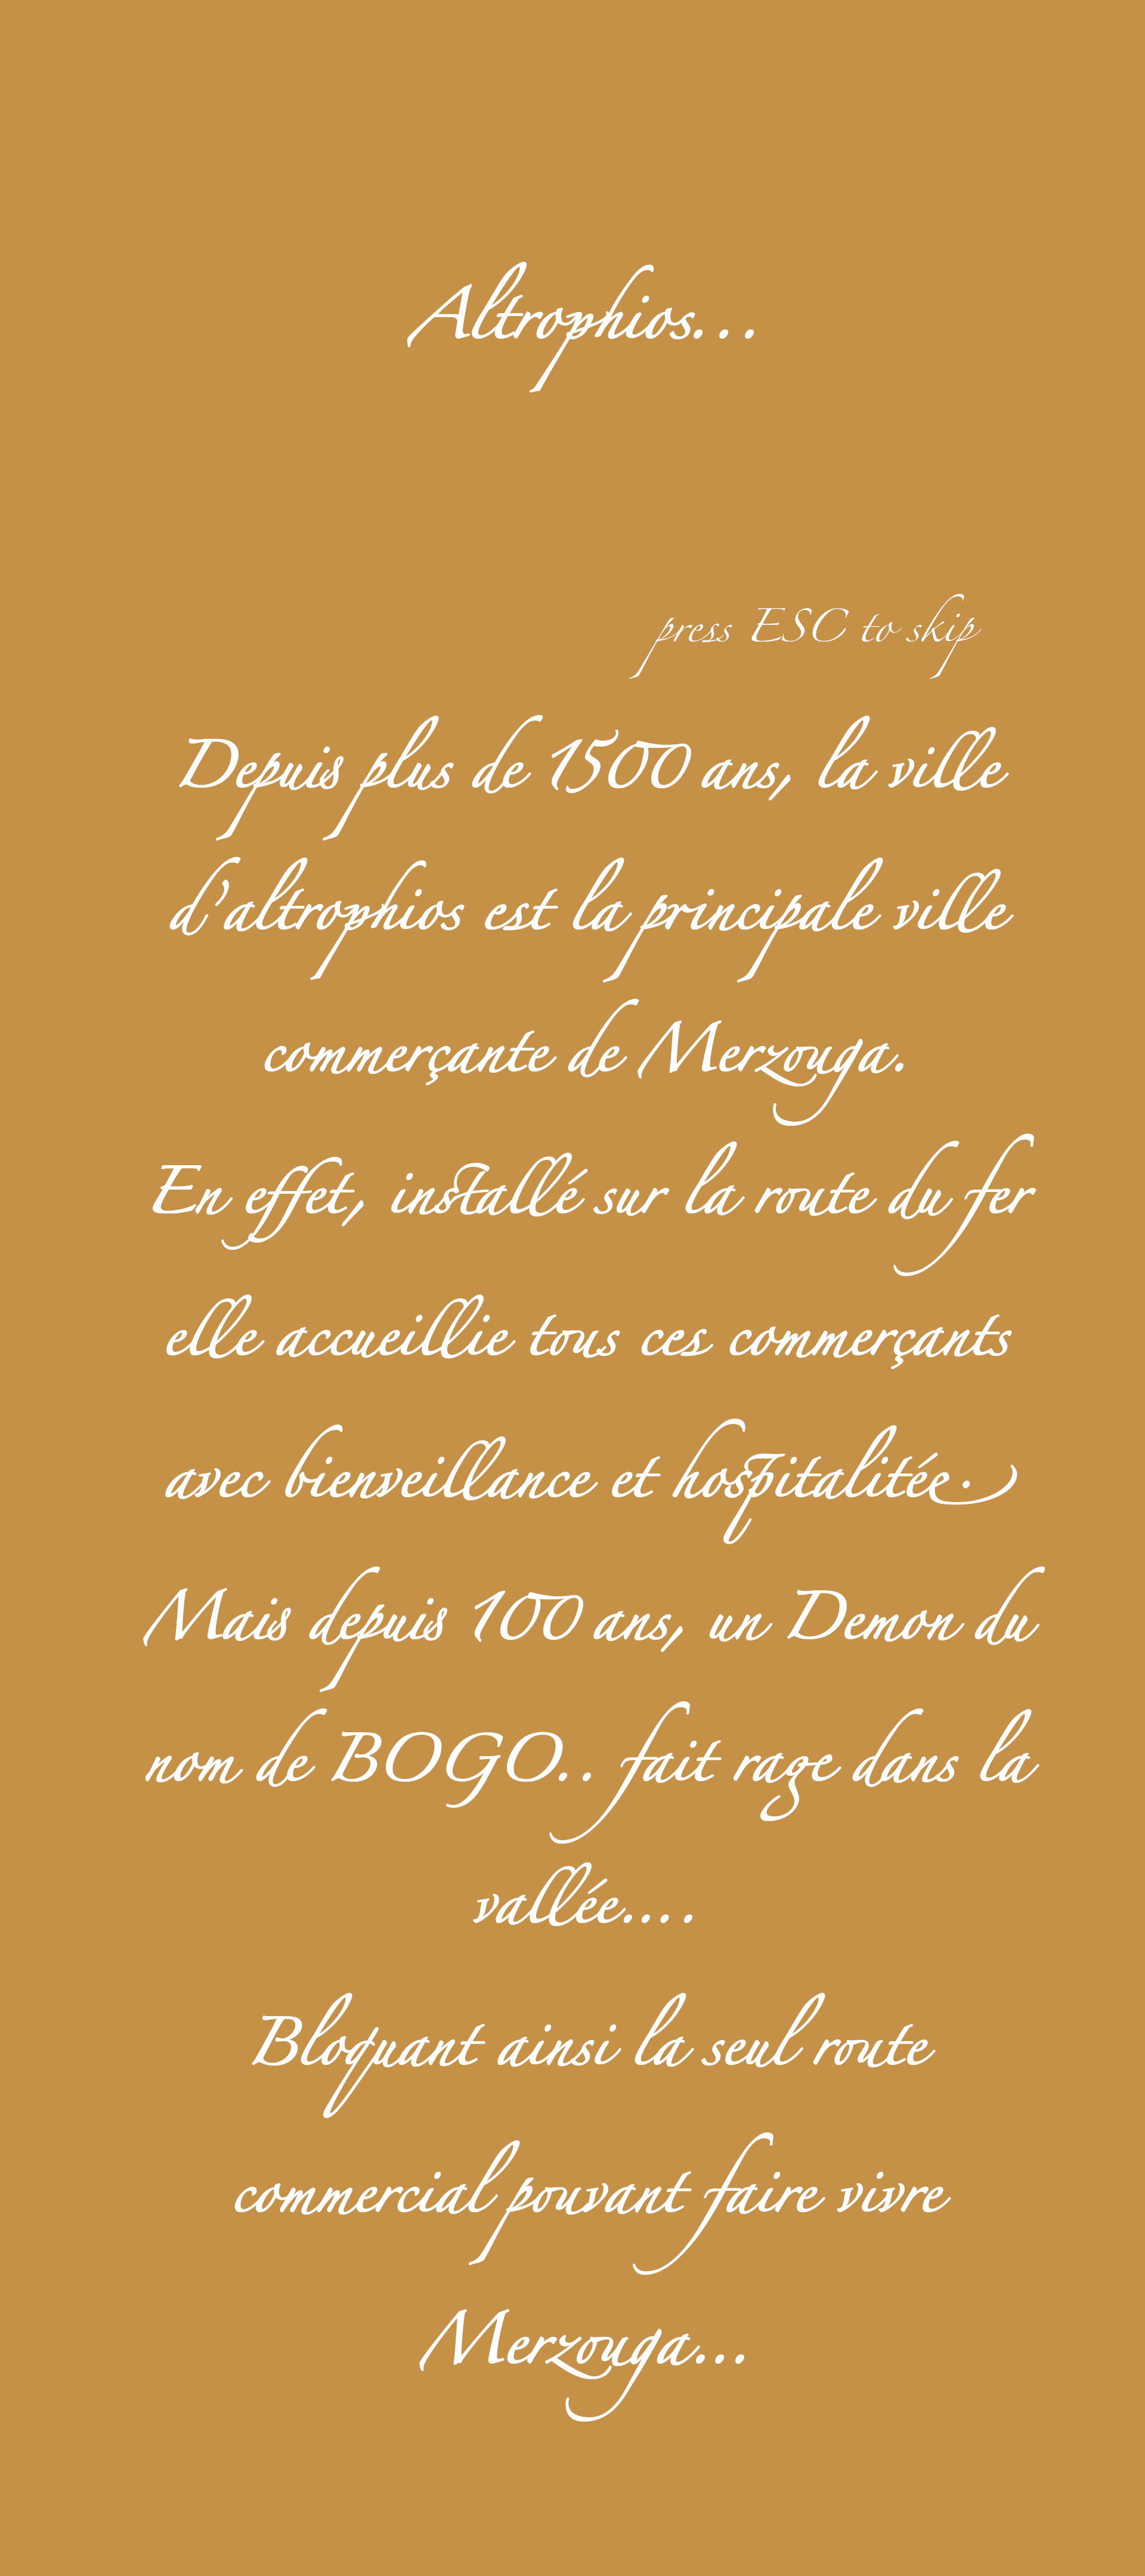 Altrophios...
press ESC to skip
Depuis plus de 1500 ans, la ville
d'altrophios est la principale ville
commerçante de Merzouga.
En effet, installé sur la route du fer
elle accueillie tous ces commerçants
avec bienveillance et hospitalitée.
Mais depuis 100 ans, un Demon du
nom de BOGO.. fait rage dans la
vallée....
Bloquant ainsi la seul route
commercial pouvant faire vivre
Merzouga...